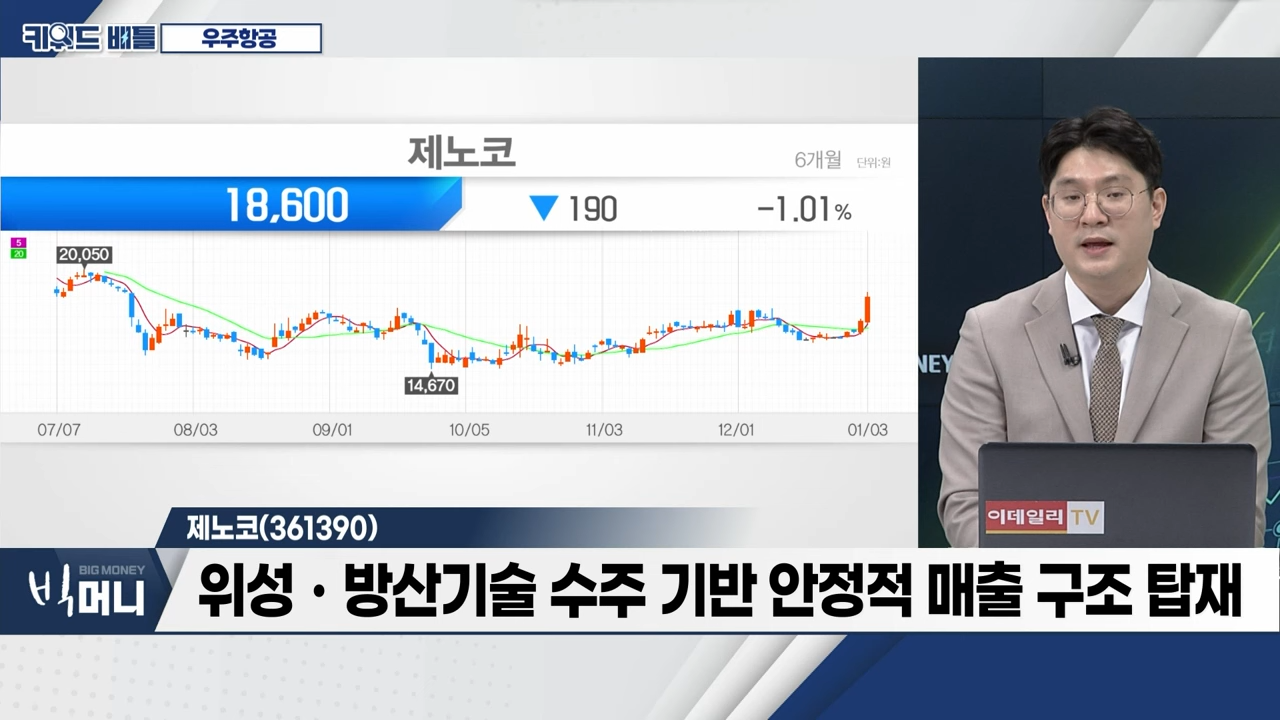 키워드 배틀
우주항공
제노코
6개월 단위:원
18,600
▼ 190
-1.01%
5
20
20,050
14,670
07/07 08/03 09/01 10/05 11/03 12/01 01/03
NEY
이데일리 TV
제노코(361390)
BIG MONEY
빅머니
위성 · 방산기술 수주 기반 안정적 매출 구조 탑재